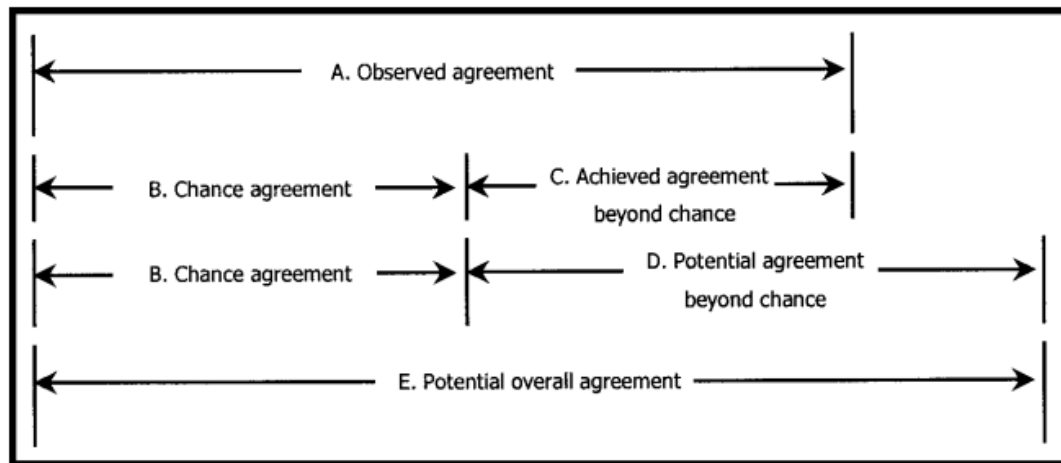 A. Observed agreement
B. Chance agreement
C. Achieved agreement
beyond chance
B. Chance agreement
D. Potential agreement
beyond chance
E. Potential overall agreement